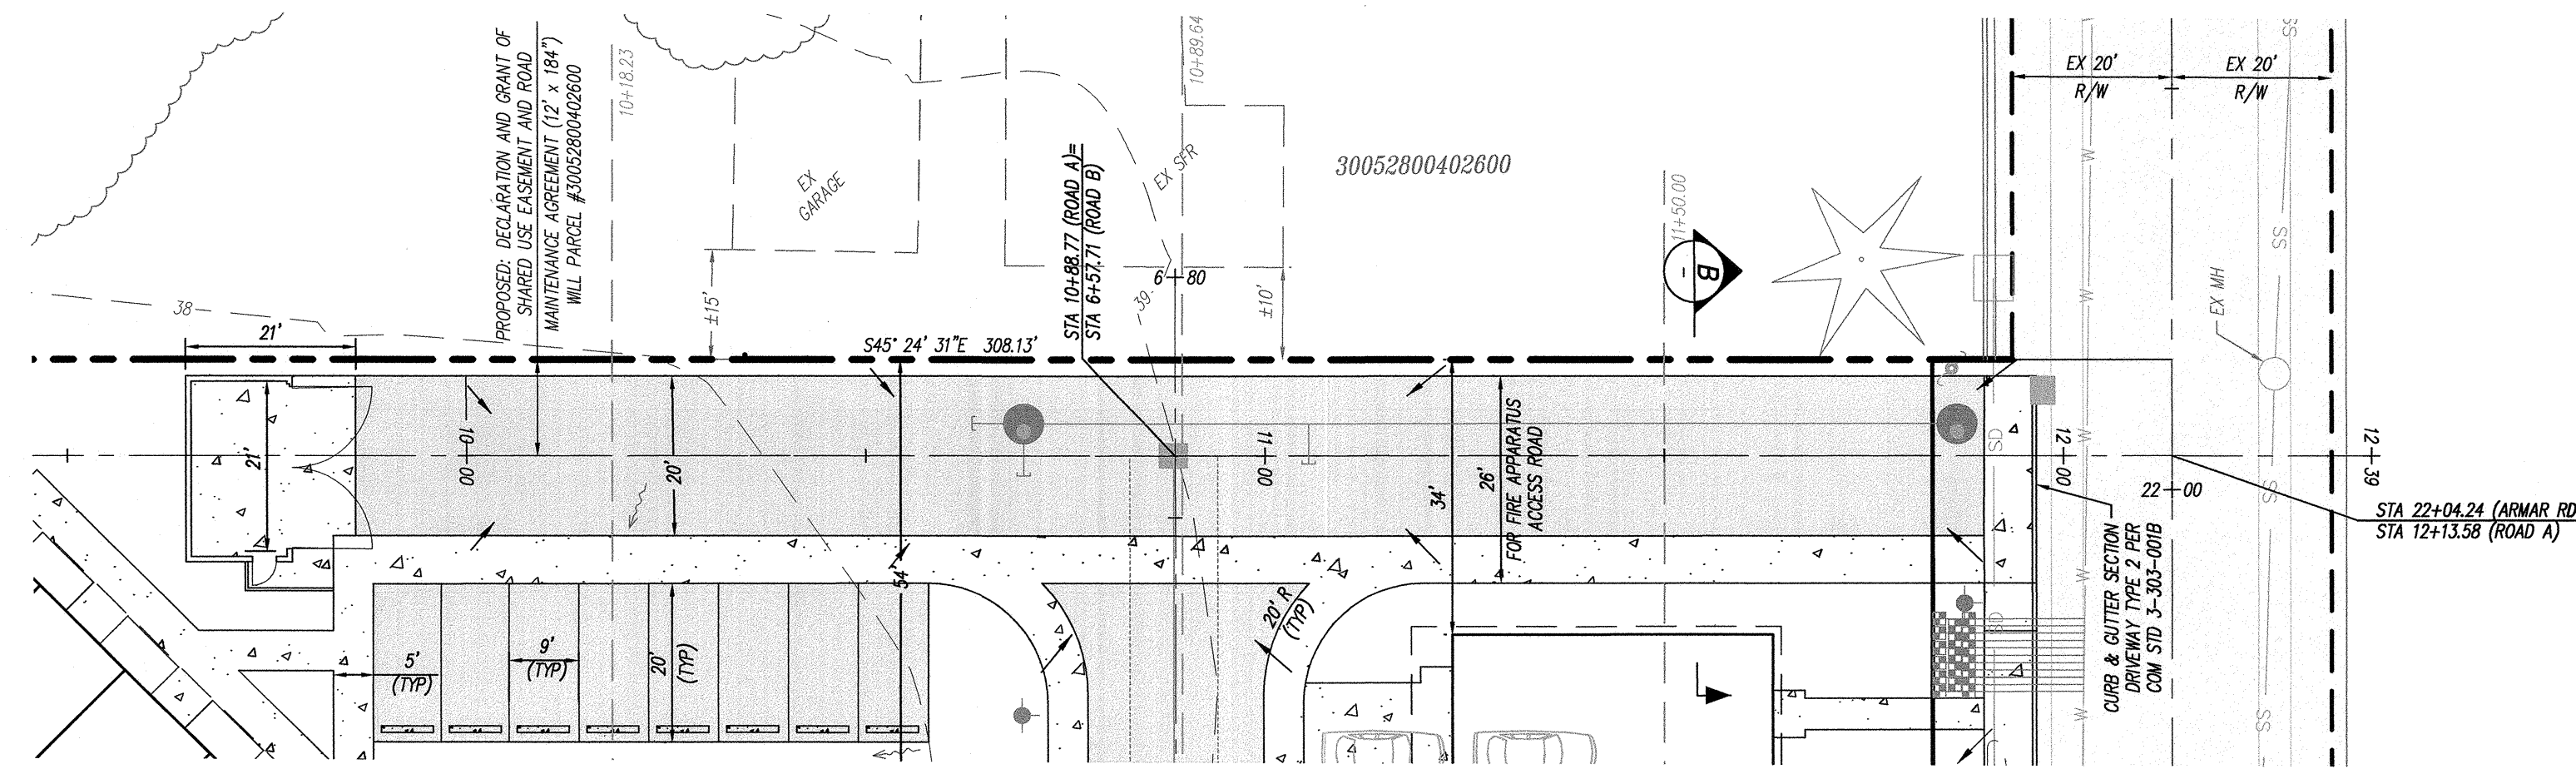 PROPOSED: DECLARATION AND GRANT OF
SHARED USE EASEMENT AND ROAD
MAINTENANCE AGREEMENT (12' x 184")
WILL PARCEL #30052800402600
10+18.23
EX
GARAGE
±15'
STA 10+88.77 (ROAD A)=
STA 6+57.71 (ROAD B)
10+89.64
EX SFR
6+80
39
±10'
30052800402600
11+50.00
B
-
EX 20'
R/W
EX 20'
R/W
SS
W
SS
W
EX MH
38
21'
S45° 24' 31"E 308.13'
21'
10+00
20'
54'
11+00
34'
26'
FOR FIRE APPARATUS
ACCESS ROAD
SD
12+00
W
22+00
12+39
SS
STA 22+04.24 (ARMAR RD
STA 12+13.58 (ROAD A)
CURB & GUTTER SECTION
DRIVEWAY TYPE 2 PER
COM STD 3-303-001B
5'
(TYP)
9'
(TYP)
20'
(TYP)
20' R
(TYP)
SD
W
W
SS